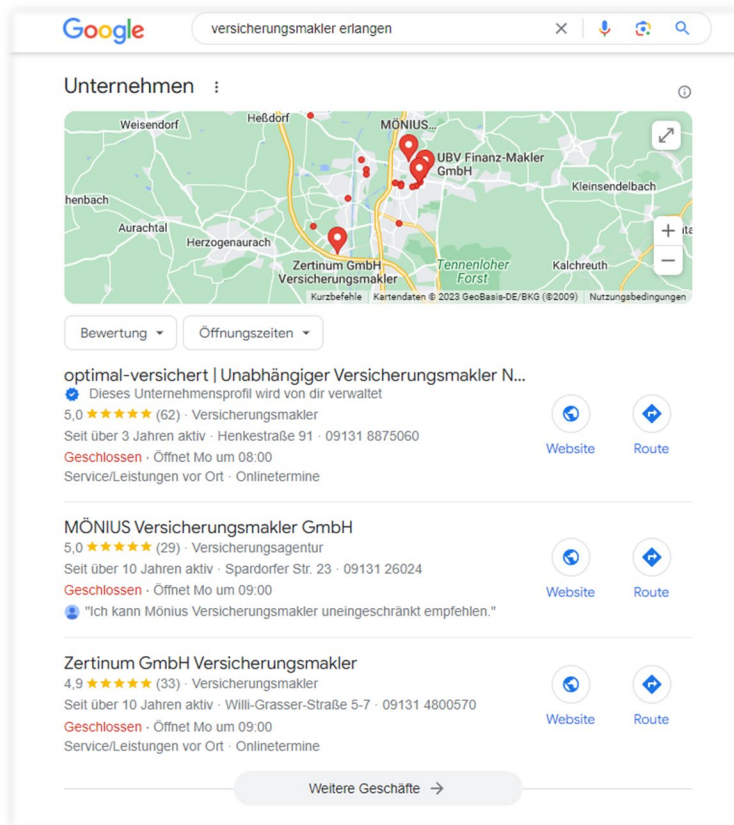 Google
versicherungsmakler erlangen
Unternehmen
Weisendorf
Heßdorf
MÖNIUS...
UBV Finanz-Makler
GmbH
Kleinsendelbach
henbach
Aurachtal
Herzogenaurach
Zertinum GmbH
Versicherungsmakler
Tennenloher
Forst
Kalchreuth
Kurzbefehle Kartendaten © 2023 GeoBasis-DE/BKG (©2009) Nutzungsbedingungen
Bewertung Öffnungszeiten
optimal-versichert | Unabhängiger Versicherungsmakler N...
Dieses Unternehmensprofil wird von dir verwaltet
5,0 ★★★★★ (62) · Versicherungsmakler
Seit über 3 Jahren aktiv · Henkestraße 91 · 09131 8875060
Geschlossen · Öffnet Mo um 08:00
Service/Leistungen vor Ort · Onlinetermine
Website Route
MÖNIUS Versicherungsmakler GmbH
5,0 ★★★★★ (29) · Versicherungsagentur
Seit über 10 Jahren aktiv · Spardorfer Str. 23 · 09131 26024
Geschlossen · Öffnet Mo um 09:00
"Ich kann Mönius Versicherungsmakler uneingeschränkt empfehlen."
Website Route
Zertinum GmbH Versicherungsmakler
4,9 ★★★★★ (33) · Versicherungsmakler
Seit über 10 Jahren aktiv · Willi-Grasser-Straße 5-7 · 09131 4800570
Geschlossen · Öffnet Mo um 09:00
Service/Leistungen vor Ort · Onlinetermine
Website Route
Weitere Geschäfte →